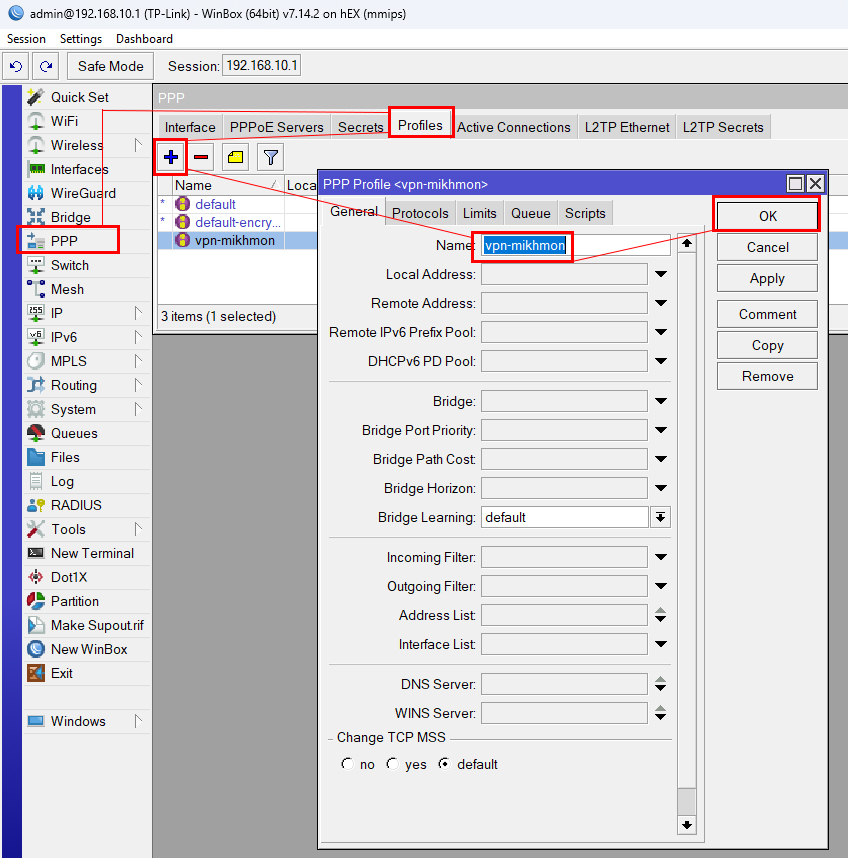 admin@192.168.10.1 (TP-Link) - WinBox (64bit) v7.14.2 on hEX (mmips)
Session Settings Dashboard
Safe Mode Session: 192.168.10.1
Quick Set
WiFi
Wireless
Interfaces
WireGuard
Bridge
PPP
Switch
Mesh
IP
IPv6
MPLS
Routing
System
Queues
Files
Log
RADIUS
Tools
New Terminal
Dot1X
Partition
Make Supout.rif
New WinBox
Exit
Windows
PPP
Interface PPPoE Servers Secrets Profiles Active Connections L2TP Ethernet L2TP Secrets
Name Loca
* default
* default-encry...
vpn-mikhmon
3 items (1 selected)
PPP Profile <vpn-mikhmon>
General Protocols Limits Queue Scripts
Name: vpn-mikhmon
Local Address:
Remote Address:
Remote IPv6 Prefix Pool:
DHCPv6 PD Pool:
Bridge:
Bridge Port Priority:
Bridge Path Cost:
Bridge Horizon:
Bridge Learning: default
Incoming Filter:
Outgoing Filter:
Address List:
Interface List:
DNS Server:
WINS Server:
Change TCP MSS
no yes default
OK
Cancel
Apply
Comment
Copy
Remove